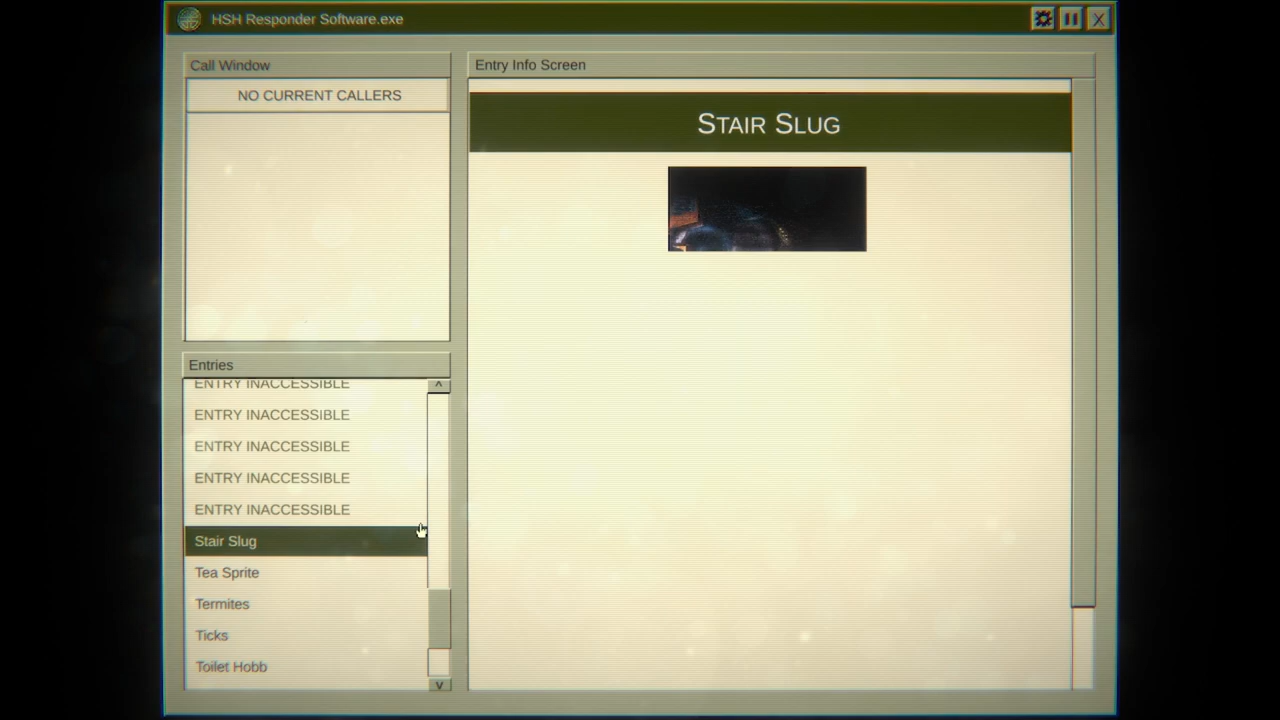 HSH Responder Software.exe
Call Window
NO CURRENT CALLERS
Entry Info Screen
STAIR SLUG
Entries
ENTRY INACCESSIBLE
ENTRY INACCESSIBLE
ENTRY INACCESSIBLE
ENTRY INACCESSIBLE
ENTRY INACCESSIBLE
Stair Slug
Tea Sprite
Termites
Ticks
Toilet Hobb